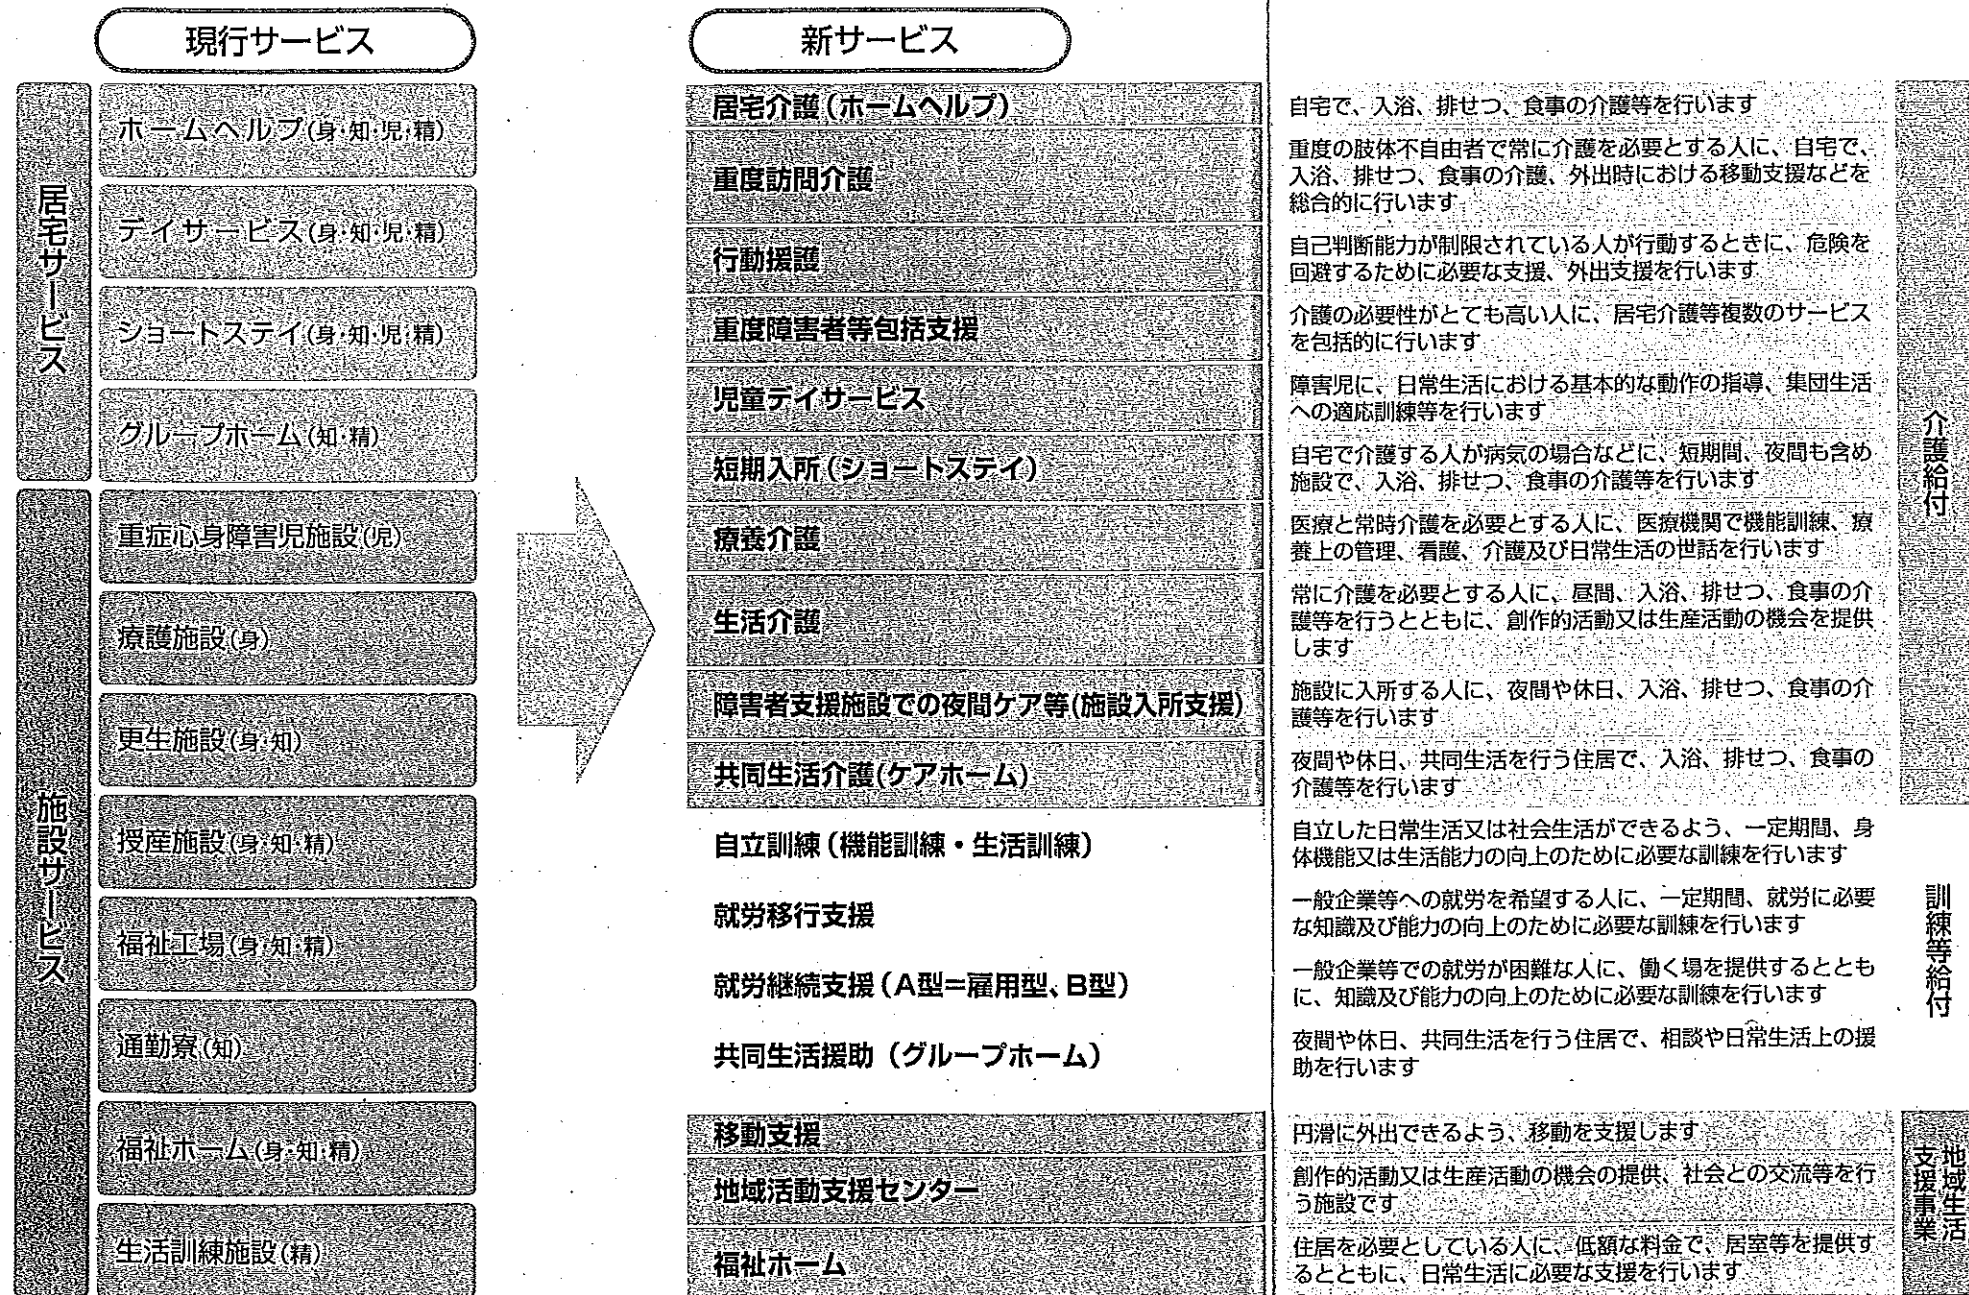 現行サービス
居宅サービス
ホームヘルプ(身・知・児・精)
デイサービス(身・知・児・精)
ショートステイ(身・知・児・精)
グループホーム(知・精)
施設サービス
重症心身障害児施設(児)
療護施設(身)
更生施設(身・知)
授産施設(身・知・精)
福祉工場(身・知・精)
通勤寮(知)
福祉ホーム(身・知・精)
生活訓練施設(精)
新サービス
居宅介護(ホームヘルプ)
自宅で、入浴、排せつ、食事の介護等を行います
重度訪問介護
重度の肢体不自由者で常に介護を必要とする人に、自宅で、
入浴、排せつ、食事の介護、外出時における移動支援などを
総合的に行います
行動援護
自己判断能力が制限されている人が行動するときに、危険を
回避するために必要な支援、外出支援を行います
重度障害者等包括支援
介護の必要性がとても高い人に、居宅介護等複数のサービス
を包括的に行います
児童デイサービス
障害児に、日常生活における基本的な動作の指導、集団生活
への適応訓練等を行います
短期入所(ショートステイ)
自宅で介護する人が病気の場合などに、短期間、夜間も含め
施設で、入浴、排せつ、食事の介護等を行います
療養介護
医療と常時介護を必要とする人に、医療機関で機能訓練、療
養上の管理、看護、介護及び日常生活の世話を行います
生活介護
常に介護を必要とする人に、昼間、入浴、排せつ、食事の介
護等を行うとともに、創作的活動又は生産活動の機会を提供
します
障害者支援施設での夜間ケア等(施設入所支援)
施設に入所する人に、夜間や休日、入浴、排せつ、食事の介
護等を行います
共同生活介護(ケアホーム)
夜間や休日、共同生活を行う住居で、入浴、排せつ、食事の
介護等を行います
介護給付
自立訓練(機能訓練・生活訓練)
自立した日常生活又は社会生活ができるよう、一定期間、身
体機能又は生活能力の向上のために必要な訓練を行います
就労移行支援
一般企業等への就労を希望する人に、一定期間、就労に必要
な知識及び能力の向上のために必要な訓練を行います
就労継続支援(A型=雇用型、B型)
一般企業等での就労が困難な人に、働く場を提供するととも
に、知識及び能力の向上のために必要な訓練を行います
共同生活援助(グループホーム)
夜間や休日、共同生活を行う住居で、相談や日常生活上の援
助を行います
訓練等給付
移動支援
円滑に外出できるよう、移動を支援します
地域活動支援センター
創作的活動又は生産活動の機会の提供、社会との交流等を行
う施設です
福祉ホーム
住居を必要としている人に、低額な料金で、居室等を提供す
るとともに、日常生活に必要な支援を行います
地域生活
支援事業